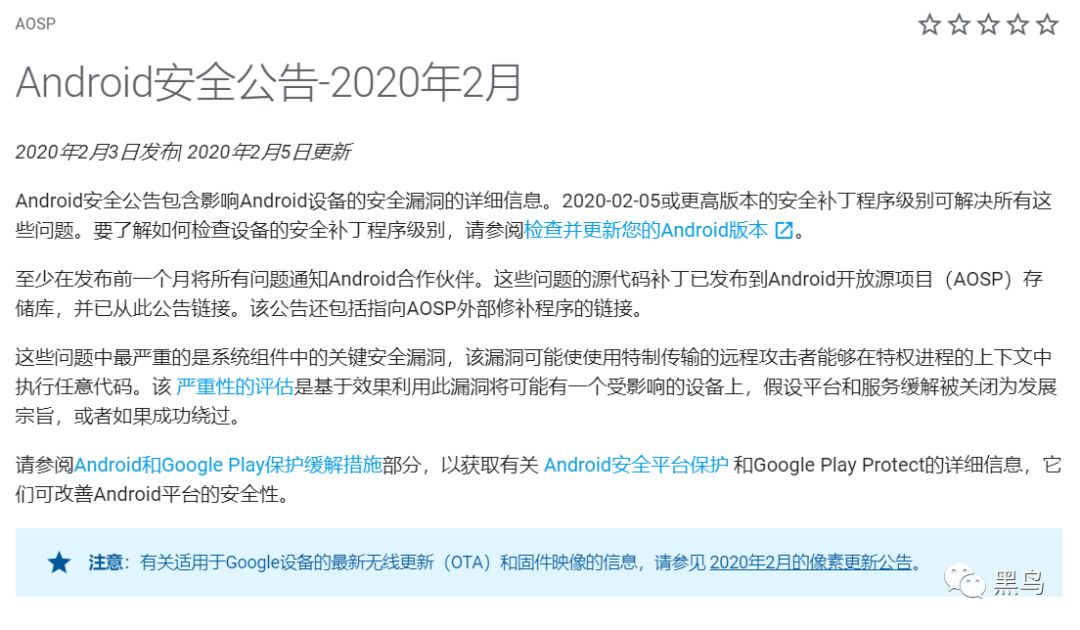 AOSP
Android安全公告-2020年2月
2020年2月3日发布| 2020年2月5日更新
Android安全公告包含影响Android设备的安全漏洞的详细信息。2020-02-05或更高版本的安全补丁程序级别可解决所有这
些问题。要了解如何检查设备的安全补丁程序级别，请参阅检查并更新您的Android版本 。
至少在发布前一个月将所有问题通知Android合作伙伴。这些问题的源代码补丁已发布到Android开放源项目（AOSP）存
储库，并已从此公告链接。该公告还包括指向AOSP外部修补程序的链接。
这些问题中最严重的是系统组件中的关键安全漏洞，该漏洞可能使使用特制传输的远程攻击者能够在特权进程的上下文中
执行任意代码。该 严重性的评估是基于效果利用此漏洞将可能有一个受影响的设备上，假设平台和服务缓解被关闭为发展
宗旨，或者如果成功绕过。
请参阅Android和Google Play保护缓解措施部分，以获取有关 Android安全平台保护 和Google Play Protect的详细信息，它
们可改善Android平台的安全性。
注意：有关适用于Google设备的最新无线更新（OTA）和固件映像的信息，请参见 2020年2月的像素更新公告。
黑鸟